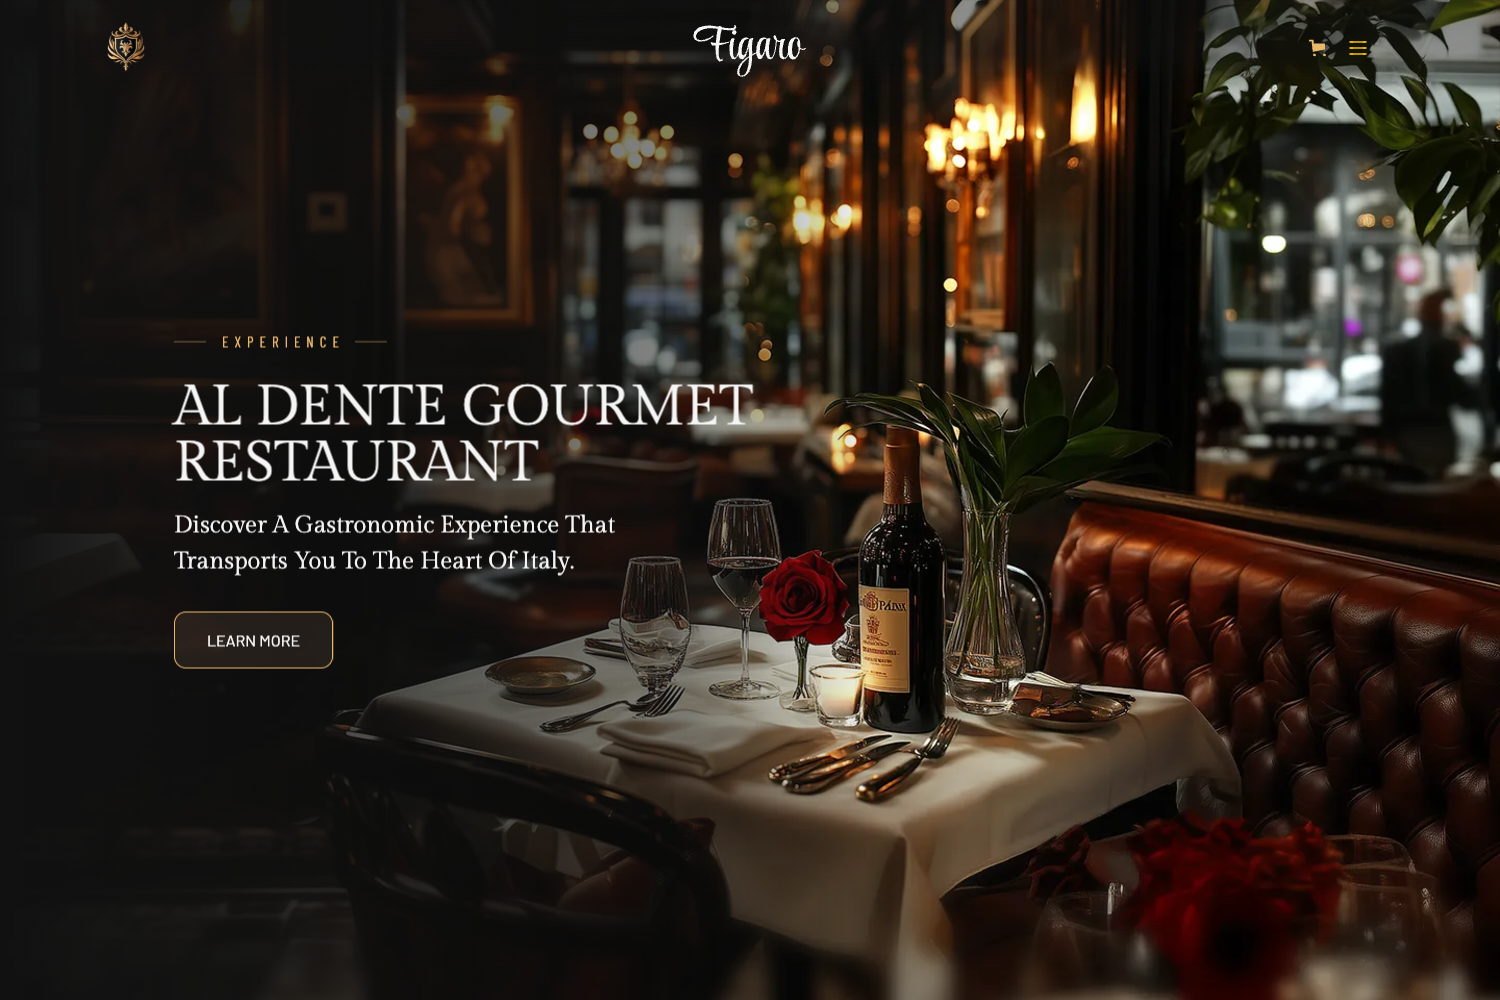 Figaro
EXPERIENCE
AL DENTE GOURMET
RESTAURANT
Discover A Gastronomic Experience That
Transports You To The Heart Of Italy.
LEARN MORE